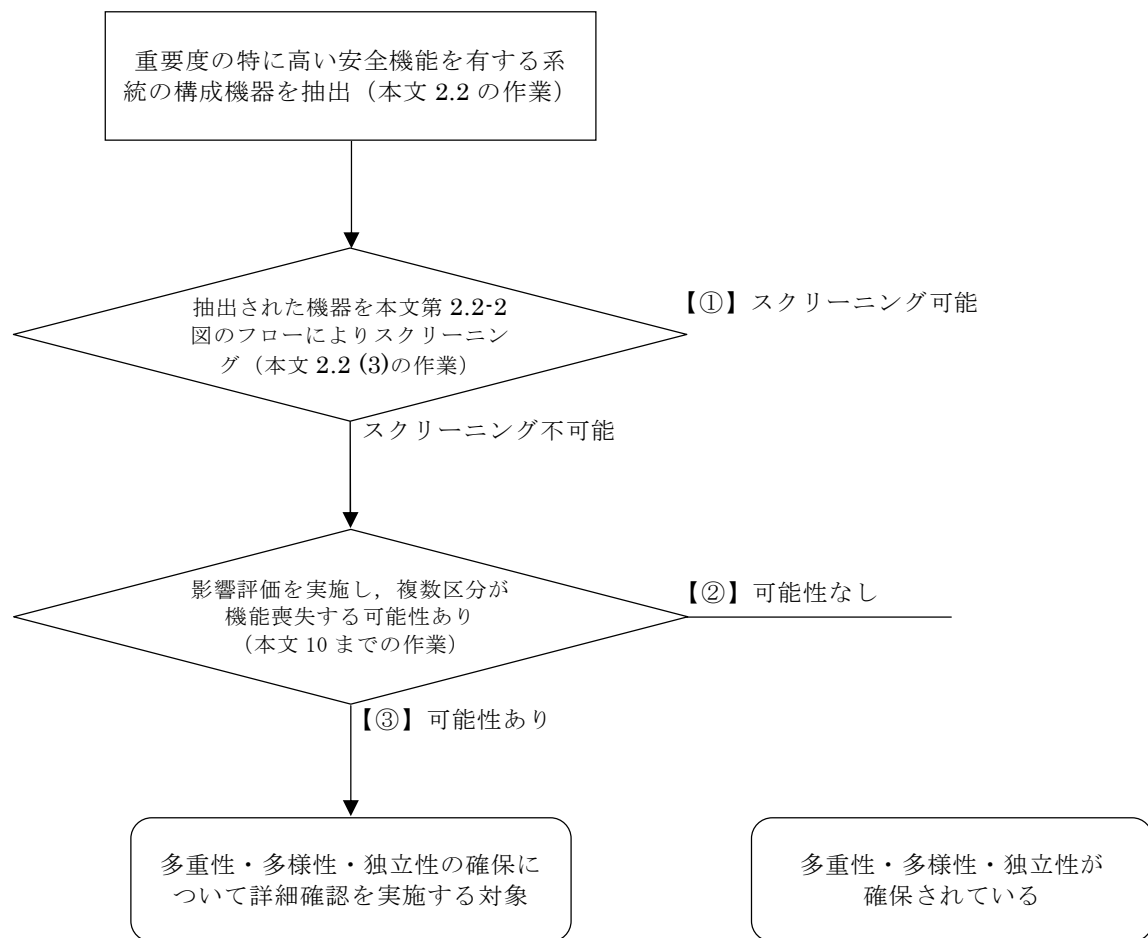 重要度の特に高い安全機能を有する系
統の構成機器を抽出（本文 2.2 の作業）
抽出された機器を本文第 2.2-2
図のフローによりスクリーニン
グ（本文 2.2 (3)の作業）
【①】スクリーニング可能
スクリーニング不可能
影響評価を実施し，複数区分が
機能喪失する可能性あり
（本文 10 までの作業）
【②】可能性なし
【③】可能性あり
多重性・多様性・独立性の確保に
ついて詳細確認を実施する対象
多重性・多様性・独立性が
確保されている